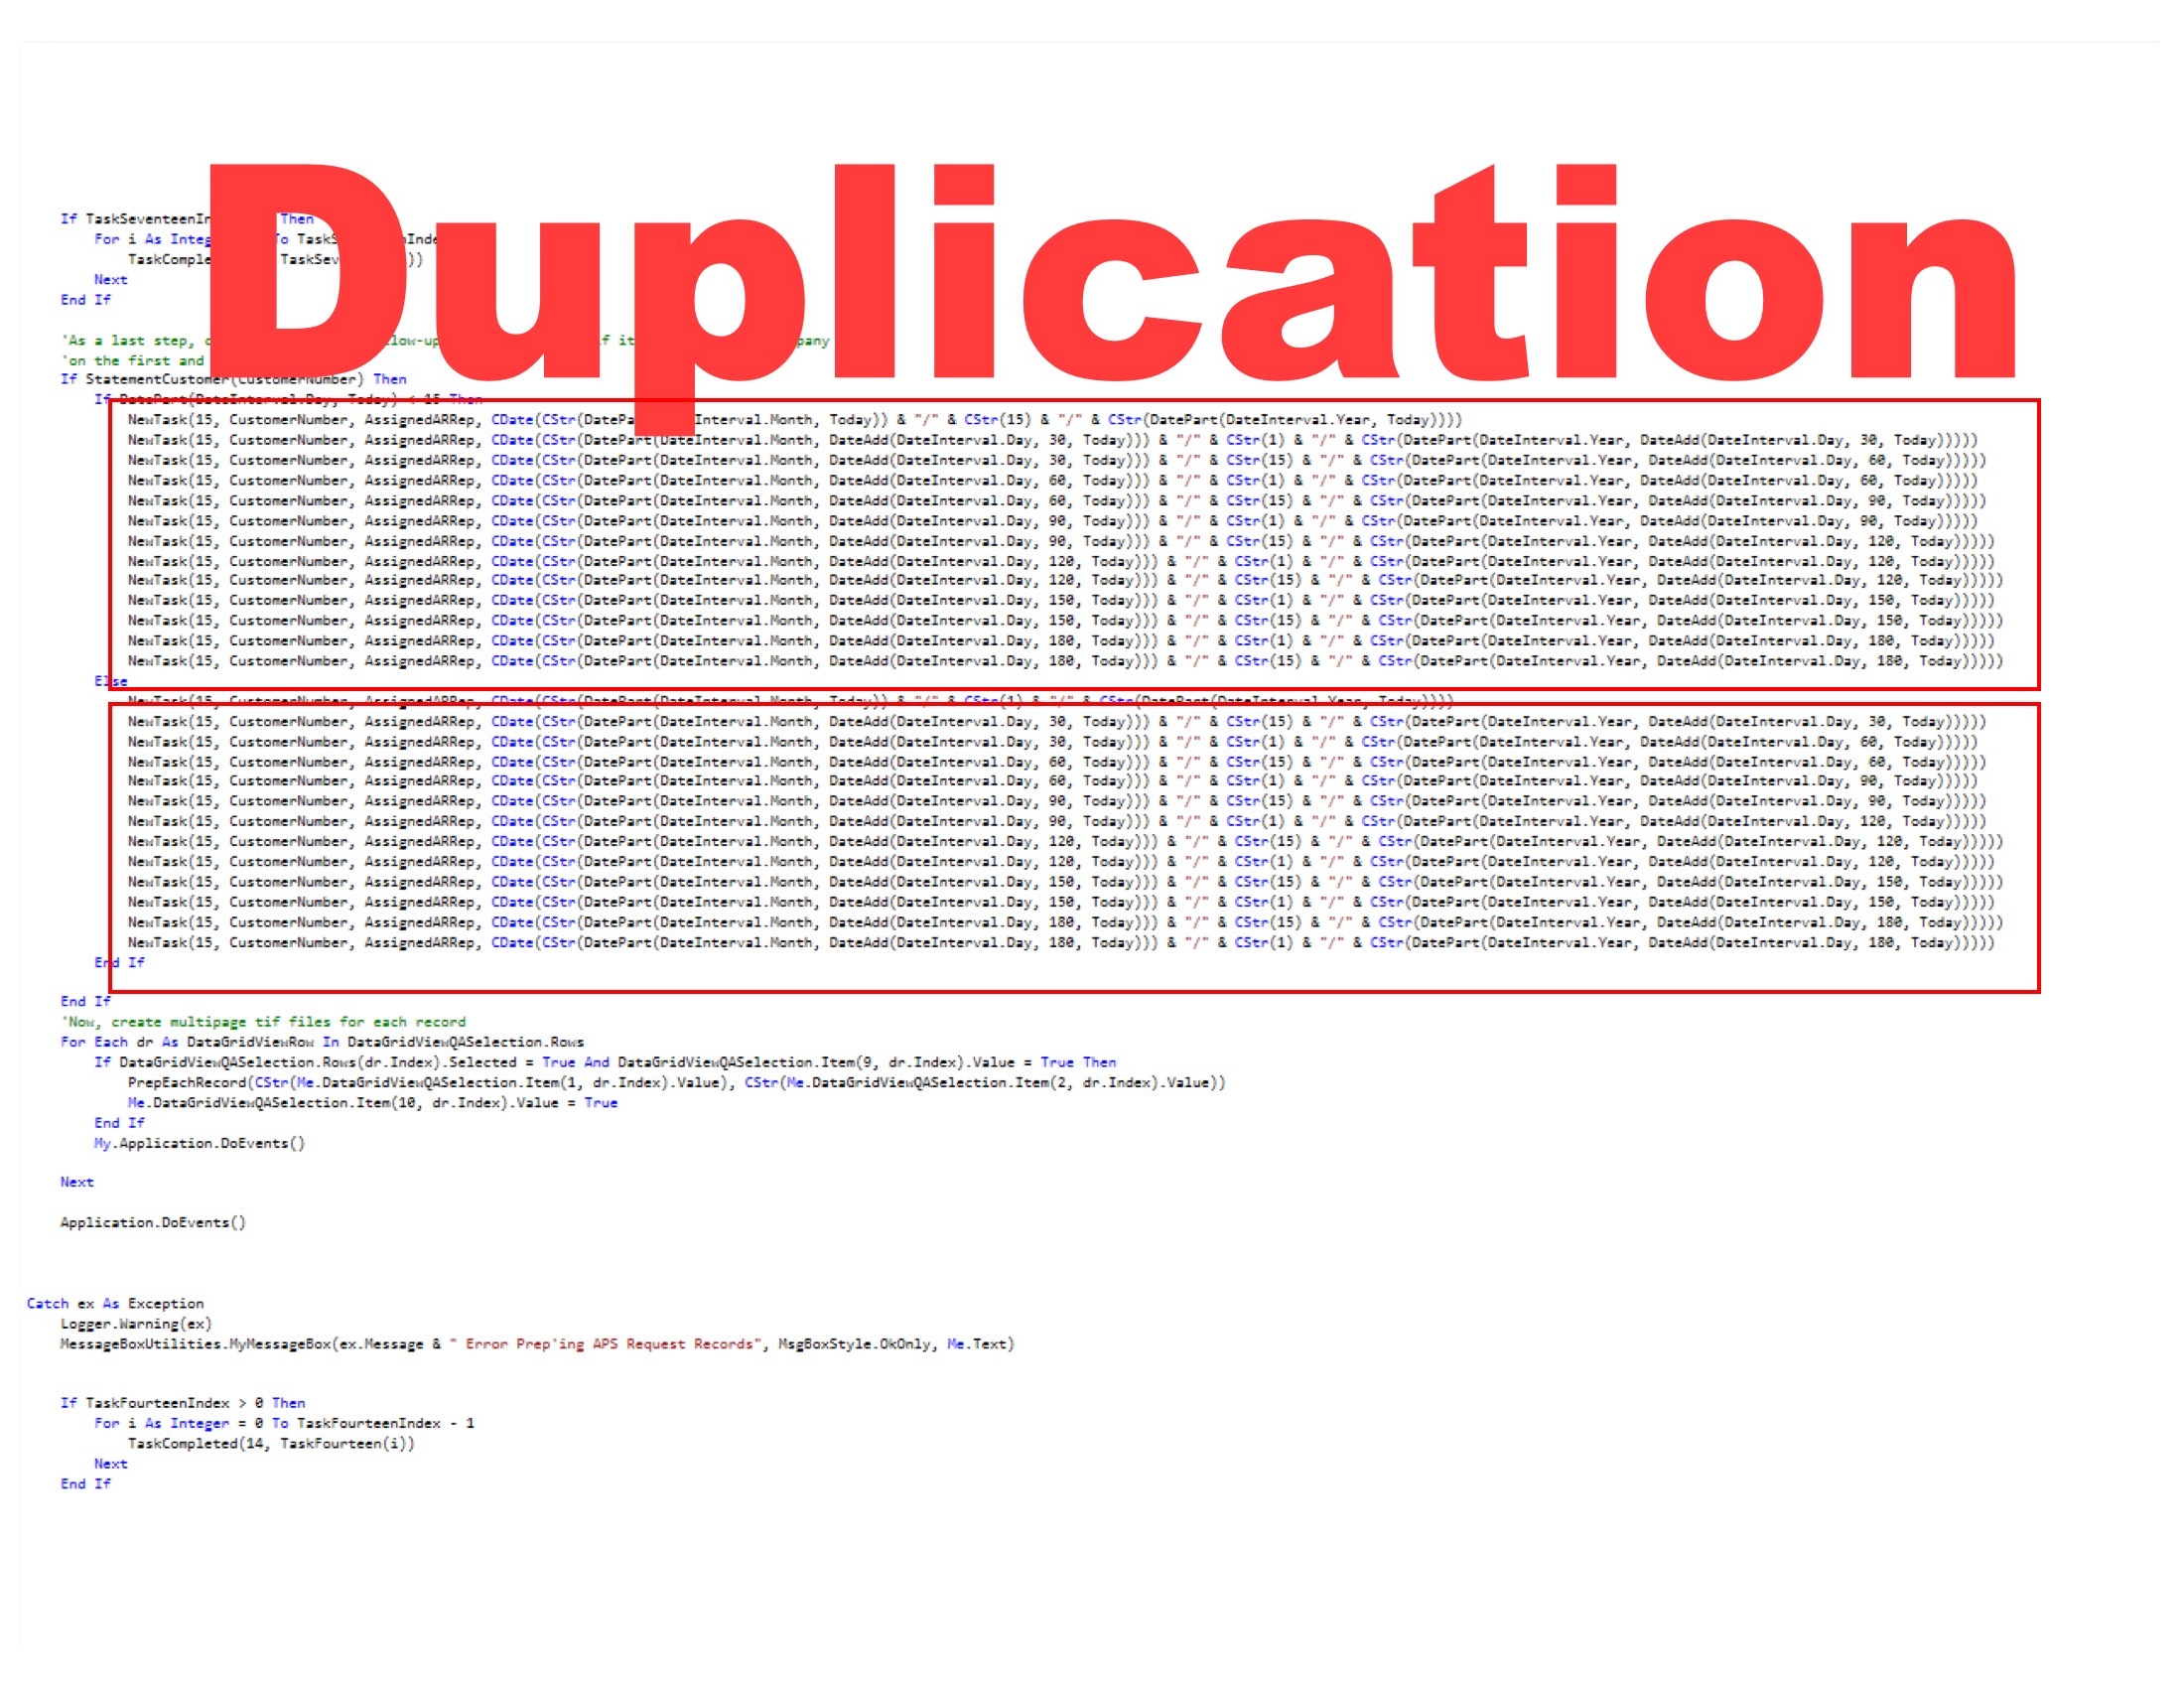 Duplication
If TaskSeventeenIn Then
For i As Integ To TaskS nInde
TaskComple TaskSev ))
Next
End If
'As a last step, low-up f it pany
'on the first and
If StatementCustomer(CustomerNumber) Then
If DatePart(DateInterval.Day, Today) < 15 Then
NewTask(15, CustomerNumber, AssignedARRep, CDate(CStr(DatePa Interval.Month, Today)) & "/" & CStr(15) & "/" & CStr(DatePart(DateInterval.Year, Today))))
NewTask(15, CustomerNumber, AssignedARRep, CDate(CStr(DatePart(DateInterval.Month, DateAdd(DateInterval.Day, 30, Today))) & "/" & CStr(1) & "/" & CStr(DatePart(DateInterval.Year, DateAdd(DateInterval.Day, 30, Today)))))
NewTask(15, CustomerNumber, AssignedARRep, CDate(CStr(DatePart(DateInterval.Month, DateAdd(DateInterval.Day, 30, Today))) & "/" & CStr(15) & "/" & CStr(DatePart(DateInterval.Year, DateAdd(DateInterval.Day, 60, Today)))))
NewTask(15, CustomerNumber, AssignedARRep, CDate(CStr(DatePart(DateInterval.Month, DateAdd(DateInterval.Day, 60, Today))) & "/" & CStr(1) & "/" & CStr(DatePart(DateInterval.Year, DateAdd(DateInterval.Day, 60, Today)))))
NewTask(15, CustomerNumber, AssignedARRep, CDate(CStr(DatePart(DateInterval.Month, DateAdd(DateInterval.Day, 60, Today))) & "/" & CStr(15) & "/" & CStr(DatePart(DateInterval.Year, DateAdd(DateInterval.Day, 90, Today)))))
NewTask(15, CustomerNumber, AssignedARRep, CDate(CStr(DatePart(DateInterval.Month, DateAdd(DateInterval.Day, 90, Today))) & "/" & CStr(1) & "/" & CStr(DatePart(DateInterval.Year, DateAdd(DateInterval.Day, 90, Today)))))
NewTask(15, CustomerNumber, AssignedARRep, CDate(CStr(DatePart(DateInterval.Month, DateAdd(DateInterval.Day, 90, Today))) & "/" & CStr(15) & "/" & CStr(DatePart(DateInterval.Year, DateAdd(DateInterval.Day, 120, Today)))))
NewTask(15, CustomerNumber, AssignedARRep, CDate(CStr(DatePart(DateInterval.Month, DateAdd(DateInterval.Day, 120, Today))) & "/" & CStr(1) & "/" & CStr(DatePart(DateInterval.Year, DateAdd(DateInterval.Day, 120, Today)))))
NewTask(15, CustomerNumber, AssignedARRep, CDate(CStr(DatePart(DateInterval.Month, DateAdd(DateInterval.Day, 120, Today))) & "/" & CStr(15) & "/" & CStr(DatePart(DateInterval.Year, DateAdd(DateInterval.Day, 120, Today)))))
NewTask(15, CustomerNumber, AssignedARRep, CDate(CStr(DatePart(DateInterval.Month, DateAdd(DateInterval.Day, 150, Today))) & "/" & CStr(1) & "/" & CStr(DatePart(DateInterval.Year, DateAdd(DateInterval.Day, 150, Today)))))
NewTask(15, CustomerNumber, AssignedARRep, CDate(CStr(DatePart(DateInterval.Month, DateAdd(DateInterval.Day, 150, Today))) & "/" & CStr(15) & "/" & CStr(DatePart(DateInterval.Year, DateAdd(DateInterval.Day, 150, Today)))))
NewTask(15, CustomerNumber, AssignedARRep, CDate(CStr(DatePart(DateInterval.Month, DateAdd(DateInterval.Day, 180, Today))) & "/" & CStr(1) & "/" & CStr(DatePart(DateInterval.Year, DateAdd(DateInterval.Day, 180, Today)))))
NewTask(15, CustomerNumber, AssignedARRep, CDate(CStr(DatePart(DateInterval.Month, DateAdd(DateInterval.Day, 180, Today))) & "/" & CStr(15) & "/" & CStr(DatePart(DateInterval.Year, DateAdd(DateInterval.Day, 180, Today)))))
Else
NewTask(15, CustomerNumber, AssignedARRep, CDate(CStr(DatePart(DateInterval.Month, Today)) & "/" & CStr(1) & "/" & CStr(DatePart(DateInterval.Year, Today))))
NewTask(15, CustomerNumber, AssignedARRep, CDate(CStr(DatePart(DateInterval.Month, DateAdd(DateInterval.Day, 30, Today))) & "/" & CStr(15) & "/" & CStr(DatePart(DateInterval.Year, DateAdd(DateInterval.Day, 30, Today)))))
NewTask(15, CustomerNumber, AssignedARRep, CDate(CStr(DatePart(DateInterval.Month, DateAdd(DateInterval.Day, 30, Today))) & "/" & CStr(1) & "/" & CStr(DatePart(DateInterval.Year, DateAdd(DateInterval.Day, 60, Today)))))
NewTask(15, CustomerNumber, AssignedARRep, CDate(CStr(DatePart(DateInterval.Month, DateAdd(DateInterval.Day, 60, Today))) & "/" & CStr(15) & "/" & CStr(DatePart(DateInterval.Year, DateAdd(DateInterval.Day, 60, Today)))))
NewTask(15, CustomerNumber, AssignedARRep, CDate(CStr(DatePart(DateInterval.Month, DateAdd(DateInterval.Day, 60, Today))) & "/" & CStr(1) & "/" & CStr(DatePart(DateInterval.Year, DateAdd(DateInterval.Day, 90, Today)))))
NewTask(15, CustomerNumber, AssignedARRep, CDate(CStr(DatePart(DateInterval.Month, DateAdd(DateInterval.Day, 90, Today))) & "/" & CStr(15) & "/" & CStr(DatePart(DateInterval.Year, DateAdd(DateInterval.Day, 90, Today)))))
NewTask(15, CustomerNumber, AssignedARRep, CDate(CStr(DatePart(DateInterval.Month, DateAdd(DateInterval.Day, 90, Today))) & "/" & CStr(1) & "/" & CStr(DatePart(DateInterval.Year, DateAdd(DateInterval.Day, 120, Today)))))
NewTask(15, CustomerNumber, AssignedARRep, CDate(CStr(DatePart(DateInterval.Month, DateAdd(DateInterval.Day, 120, Today))) & "/" & CStr(15) & "/" & CStr(DatePart(DateInterval.Year, DateAdd(DateInterval.Day, 120, Today)))))
NewTask(15, CustomerNumber, AssignedARRep, CDate(CStr(DatePart(DateInterval.Month, DateAdd(DateInterval.Day, 120, Today))) & "/" & CStr(1) & "/" & CStr(DatePart(DateInterval.Year, DateAdd(DateInterval.Day, 120, Today)))))
NewTask(15, CustomerNumber, AssignedARRep, CDate(CStr(DatePart(DateInterval.Month, DateAdd(DateInterval.Day, 150, Today))) & "/" & CStr(15) & "/" & CStr(DatePart(DateInterval.Year, DateAdd(DateInterval.Day, 150, Today)))))
NewTask(15, CustomerNumber, AssignedARRep, CDate(CStr(DatePart(DateInterval.Month, DateAdd(DateInterval.Day, 150, Today))) & "/" & CStr(1) & "/" & CStr(DatePart(DateInterval.Year, DateAdd(DateInterval.Day, 150, Today)))))
NewTask(15, CustomerNumber, AssignedARRep, CDate(CStr(DatePart(DateInterval.Month, DateAdd(DateInterval.Day, 180, Today))) & "/" & CStr(15) & "/" & CStr(DatePart(DateInterval.Year, DateAdd(DateInterval.Day, 180, Today)))))
NewTask(15, CustomerNumber, AssignedARRep, CDate(CStr(DatePart(DateInterval.Month, DateAdd(DateInterval.Day, 180, Today))) & "/" & CStr(1) & "/" & CStr(DatePart(DateInterval.Year, DateAdd(DateInterval.Day, 180, Today)))))
End If
End If
'Now, create multipage tif files for each record
For Each dr As DataGridViewRow In DataGridViewQASelection.Rows
If DataGridViewQASelection.Rows(dr.Index).Selected = True And DataGridViewQASelection.Item(9, dr.Index).Value = True Then
PrepEachRecord(CStr(Me.DataGridViewQASelection.Item(1, dr.Index).Value), CStr(Me.DataGridViewQASelection.Item(2, dr.Index).Value))
Me.DataGridViewQASelection.Item(10, dr.Index).Value = True
End If
My.Application.DoEvents()
Next
Application.DoEvents()
Catch ex As Exception
Logger.Warning(ex)
MessageBoxUtilities.MyMessageBox(ex.Message & " Error Prep'ing APS Request Records", MsgBoxStyle.OkOnly, Me.Text)
If TaskFourteenIndex > 0 Then
For i As Integer = 0 To TaskFourteenIndex - 1
TaskCompleted(14, TaskFourteen(i))
Next
End If